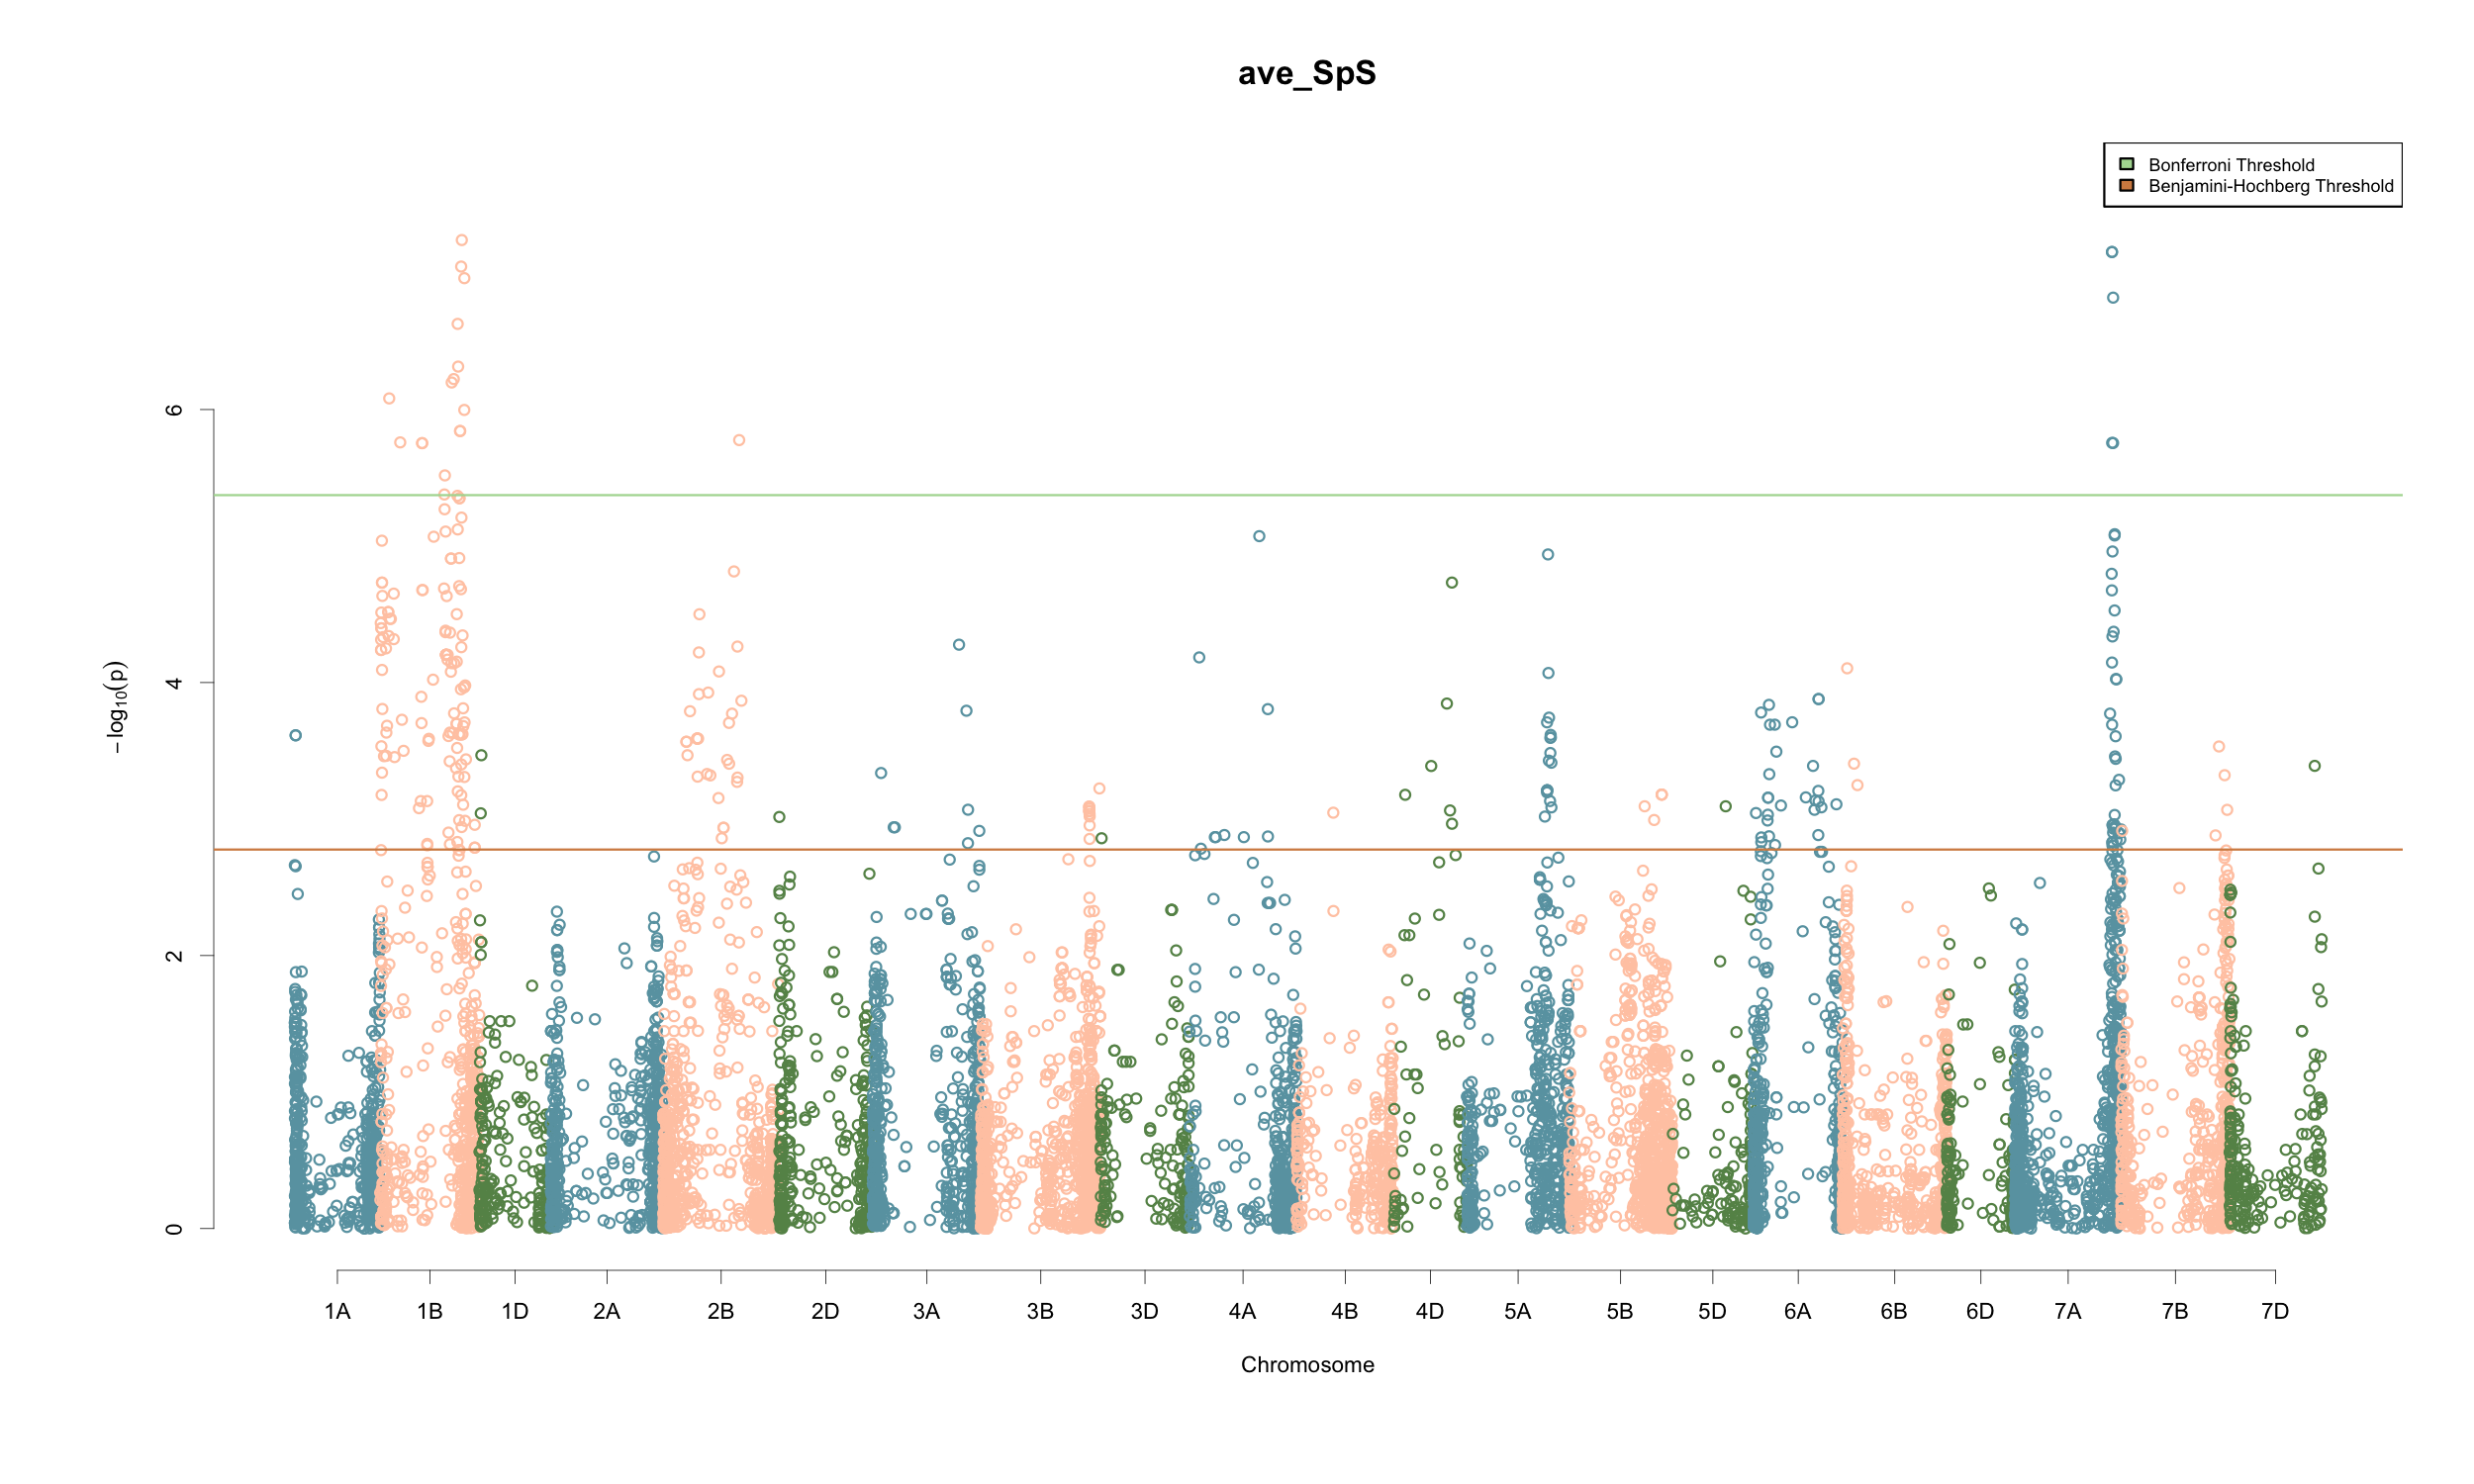 ave_SpS
Bonferroni Threshold
Benjamini-Hochberg Threshold
6
4
2
0
−log10(p)
1A 1B 1D 2A 2B 2D 3A 3B 3D 4A 4B 4D 5A 5B 5D 6A 6B 6D 7A 7B 7D
Chromosome